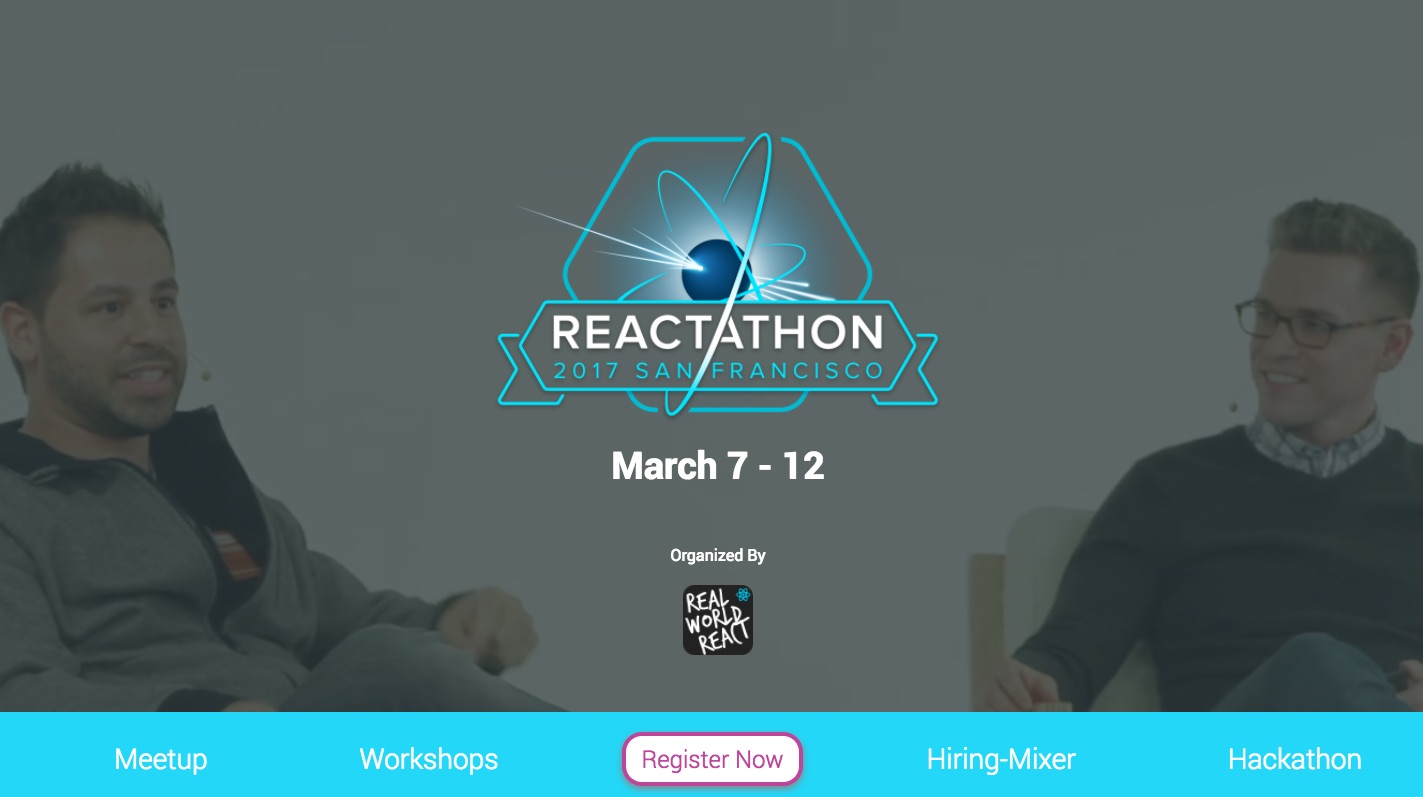 REACTATHON
2017 SAN FRANCISCO
March 7 - 12
Organized By
REAL
WORLD
REACT
Meetup
Workshops
Register Now
Hiring-Mixer
Hackathon